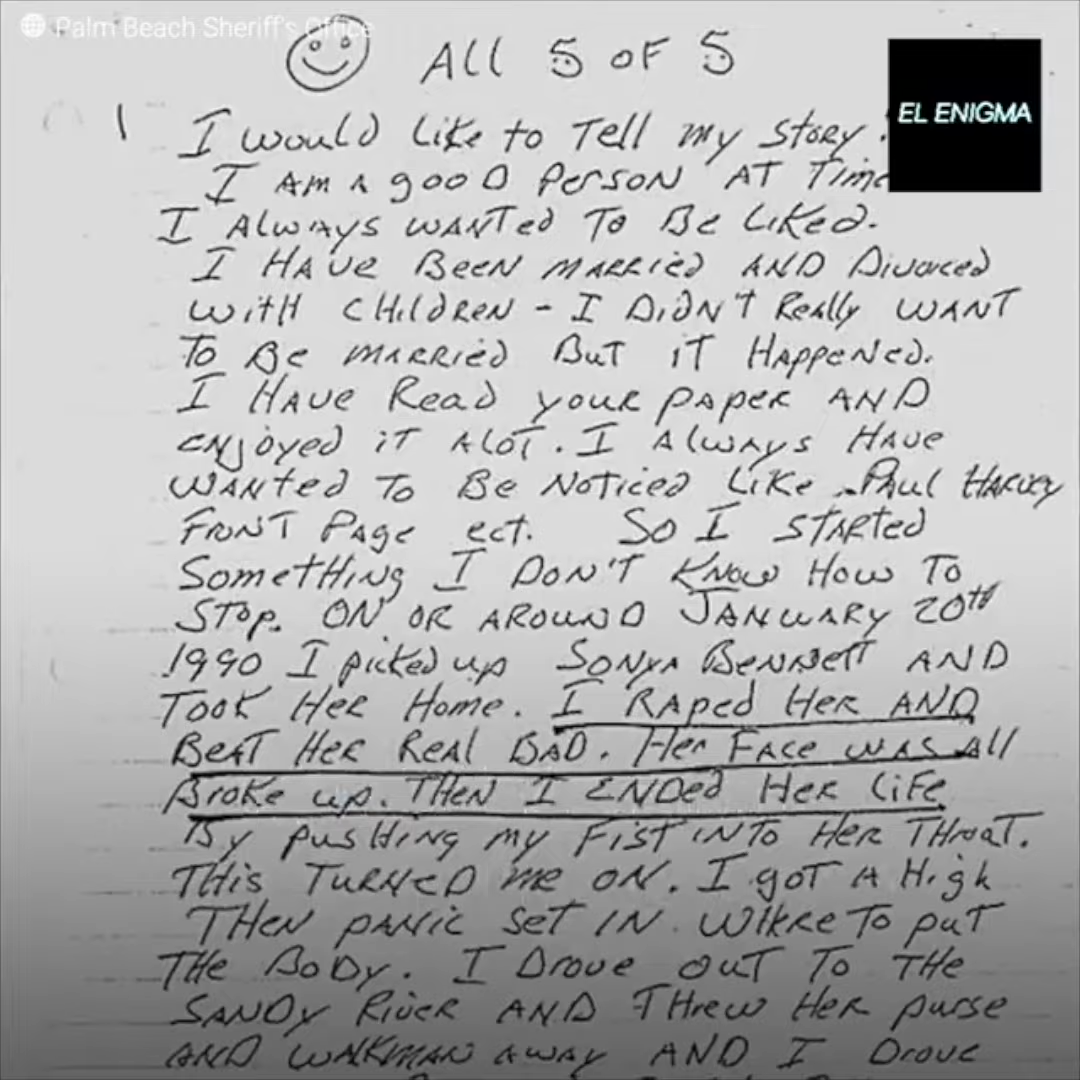 Palm Beach Sheriff's Office
All 5 OF 5
EL ENIGMA
1
I would Like to Tell my Story.
I AM A gooD Person AT Time
I Always wanted To Be Liked.
I HAve Been married AND Divorced
with CHildren - I DiDN't Really WANT
To Be married But iT Happened.
I Have Read your paper AND
enjoyed iT Alot. I Always Have
wanted To Be Noticed Like Paul Harvey
Front Page ect. So I started
Something I Don't Know How To
Stop. ON OR AROUND JANUARY 20th
1990 I picked up Sonya Bennett AND
Took Her Home. I Raped Her AND
Beat Her Real BAD. Her Face was all
Broke up. THEN I ENDed Her Life
By pushing my Fist into Her Throat.
THis TURNeD me ON. I goT A High
THen panic set IN. WHere To put
THe BoDy. I Drove out To THe
SANDy River AND THrew Her purse
AND WALKMAN away AND I Drove